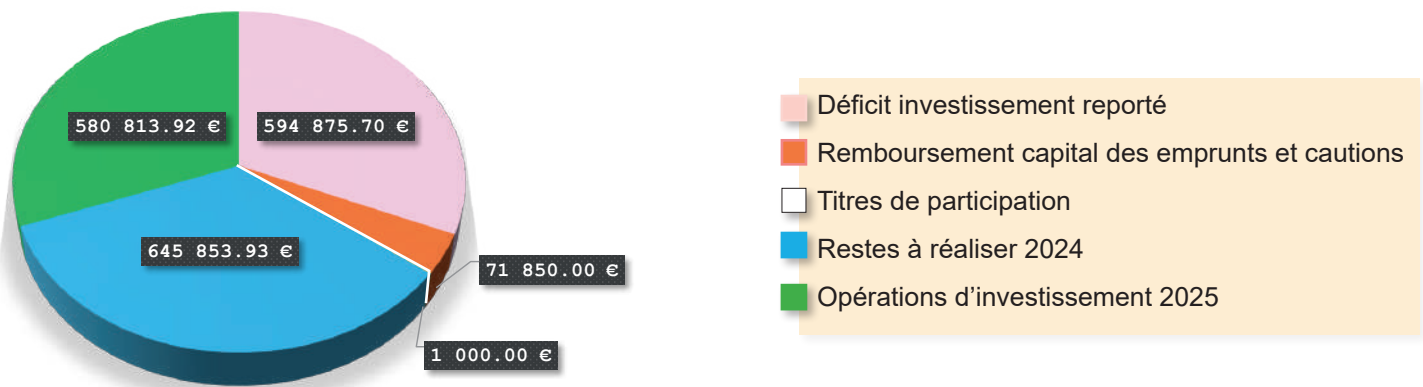 580 813.92 €
594 875.70 €
645 853.93 €
71 850.00 €
1 000.00 €
Déficit investissement reporté
Remboursement capital des emprunts et cautions
Titres de participation
Restes à réaliser 2024
Opérations d’investissement 2025